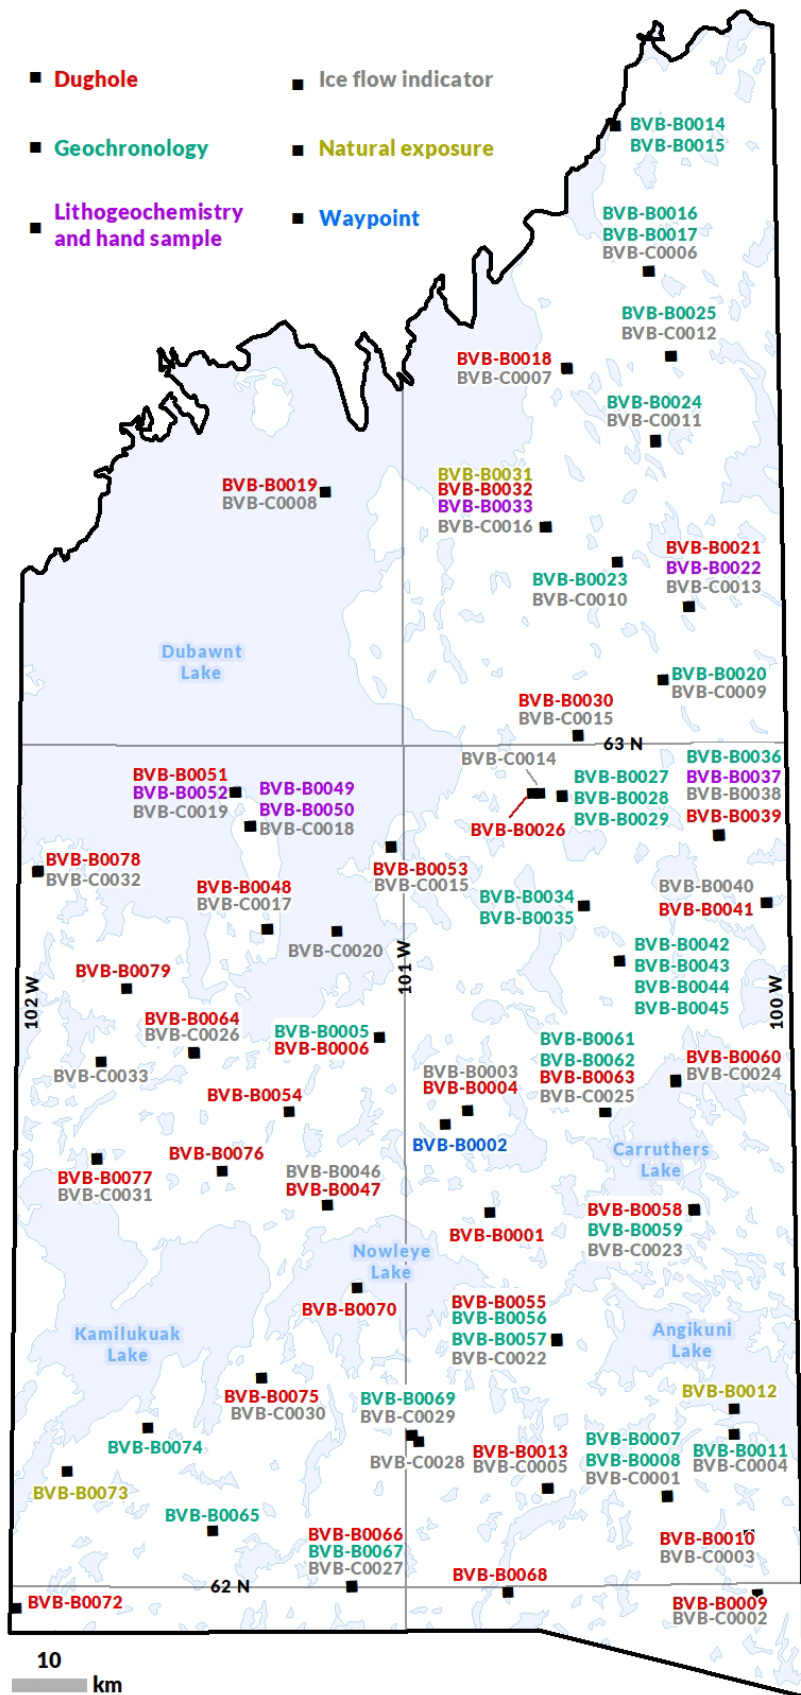 Dughole
Ice flow indicator
Geochronology
Natural exposure
Lithogeochemistry
and hand sample
Waypoint
BVB-B0014
BVB-B0015
BVB-B0016
BVB-B0017
BVB-C0006
BVB-B0025
BVB-C0012
BVB-B0018
BVB-C0007
BVB-B0024
BVB-C0011
BVB-B0019
BVB-C0008
BVB-B0031
BVB-B0032
BVB-B0033
BVB-C0016
BVB-B0021
BVB-B0022
BVB-C0013
BVB-B0023
BVB-C0010
Dubawnt
Lake
BVB-B0020
BVB-C0009
BVB-B0030
BVB-C0015
63 N
BVB-C0014
BVB-B0026
BVB-B0027
BVB-B0028
BVB-B0029
BVB-B0036
BVB-B0037
BVB-B0038
BVB-B0039
BVB-B0051
BVB-B0052
BVB-C0019
BVB-B0049
BVB-B0050
BVB-C0018
BVB-B0078
BVB-C0032
BVB-B0053
BVB-C0015
BVB-B0048
BVB-C0017
BVB-B0034
BVB-B0035
BVB-B0040
BVB-B0041
BVB-C0020
BVB-B0042
BVB-B0043
BVB-B0044
BVB-B0045
102 W
101 W
100 W
BVB-B0079
BVB-B0064
BVB-C0026
BVB-B0005
BVB-B0006
BVB-C0033
BVB-B0061
BVB-B0062
BVB-B0063
BVB-C0025
BVB-B0060
BVB-C0024
BVB-B0003
BVB-B0004
BVB-B0054
BVB-B0002
Carruthers
Lake
BVB-B0076
BVB-B0077
BVB-C0031
BVB-B0046
BVB-B0047
BVB-B0001
BVB-B0058
BVB-B0059
BVB-C0023
Nowleye
Lake
BVB-B0070
BVB-B0055
BVB-B0056
BVB-B0057
BVB-C0022
Kamilukuak
Lake
Angikuni
Lake
BVB-B0075
BVB-C0030
BVB-B0069
BVB-C0029
BVB-C0028
BVB-B0012
BVB-B0074
BVB-B0073
BVB-B0013
BVB-C0005
BVB-B0007
BVB-B0008
BVB-C0001
BVB-B0011
BVB-C0004
BVB-B0065
BVB-B0066
BVB-B0067
BVB-C0027
BVB-B0010
BVB-C0003
62 N
BVB-B0068
BVB-B0072
BVB-B0009
BVB-C0002
10
km